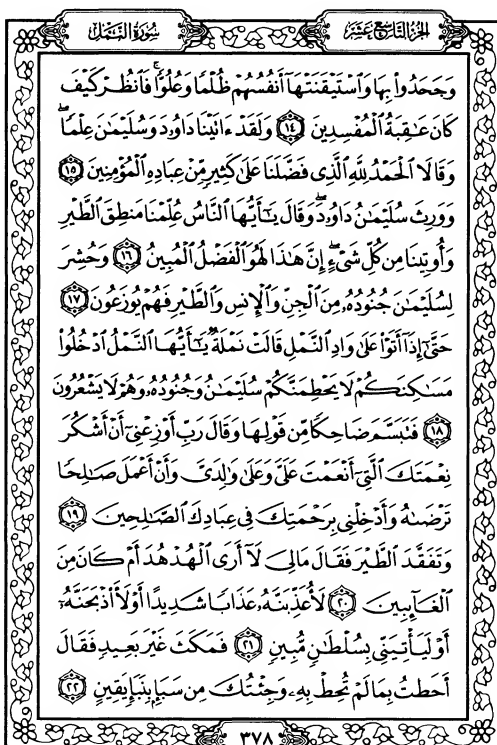 الجزء التاسع عشر
سورة النمل
وَجَحَدُوا۟ بِهَا وَٱسْتَيْقَنَتْهَآ أَنفُسُهُمْ ظُلْمًا وَعُلُوًّا ۚ فَٱنظُرْ كَيْفَ
كَانَ عَٰقِبَةُ ٱلْمُفْسِدِينَ ١٤ وَلَقَدْ ءَاتَيْنَا دَاوُۥدَ وَسُلَيْمَٰنَ عِلْمًا ۖ
وَقَالَا ٱلْحَمْدُ لِلَّهِ ٱلَّذِى فَضَّلَنَا عَلَىٰ كَثِيرٍ مِّنْ عِبَادِهِ ٱلْمُؤْمِنِينَ ١٥
وَوَرِثَ سُلَيْمَٰنُ دَاوُۥدَ ۖ وَقَالَ يَٰٓأَيُّهَا ٱلنَّاسُ عُلِّمْنَا مَنطِقَ ٱلطَّيْرِ
وَأُوتِينَا مِن كُلِّ شَىْءٍ ۖ إِنَّ هَٰذَا لَهُوَ ٱلْفَضْلُ ٱلْمُبِينُ ١٦ وَحُشِرَ
لِسُلَيْمَٰنَ جُنُودُهُۥ مِنَ ٱلْجِنِّ وَٱلْإِنسِ وَٱلطَّيْرِ فَهُمْ يُوزَعُونَ ١٧
حَتَّىٰٓ إِذَآ أَتَوْا۟ عَلَىٰ وَادِ ٱلنَّمْلِ قَالَتْ نَمْلَةٌ يَٰٓأَيُّهَا ٱلنَّمْلُ ٱدْخُلُوا۟
مَسَٰكِنَكُمْ لَا يَحْطِمَنَّكُمْ سُلَيْمَٰنُ وَجُنُودُهُۥ وَهُمْ لَا يَشْعُرُونَ
١٨ فَتَبَسَّمَ ضَاحِكًا مِّن قَوْلِهَا وَقَالَ رَبِّ أَوْزِعْنِىٓ أَنْ أَشْكُرَ
نِعْمَتَكَ ٱلَّتِىٓ أَنْعَمْتَ عَلَىَّ وَعَلَىٰ وَٰلِدَىَّ وَأَنْ أَعْمَلَ صَٰلِحًا
تَرْضَىٰهُ وَأَدْخِلْنِى بِرَحْمَتِكَ فِى عِبَادِكَ ٱلصَّٰلِحِينَ ١٩
وَتَفَقَّدَ ٱلطَّيْرَ فَقَالَ مَالِىَ لَآ أَرَى ٱلْهُدْهُدَ أَمْ كَانَ مِنَ
ٱلْغَآئِبِينَ ٢٠ لَأُعَذِّبَنَّهُۥ عَذَابًا شَدِيدًا أَوْ لَأَا۟ذْبَحَنَّهُۥٓ
أَوْ لَيَأْتِيَنِّى بِسُلْطَٰنٍ مُّبِينٍ ٢١ فَمَكَثَ غَيْرَ بَعِيدٍ فَقَالَ
أَحَطتُ بِمَا لَمْ تُحِطْ بِهِۦ وَجِئْتُكَ مِن سَبَإٍۭ بِنَبَإٍ يَقِينٍ ٢٢
٣٧٨